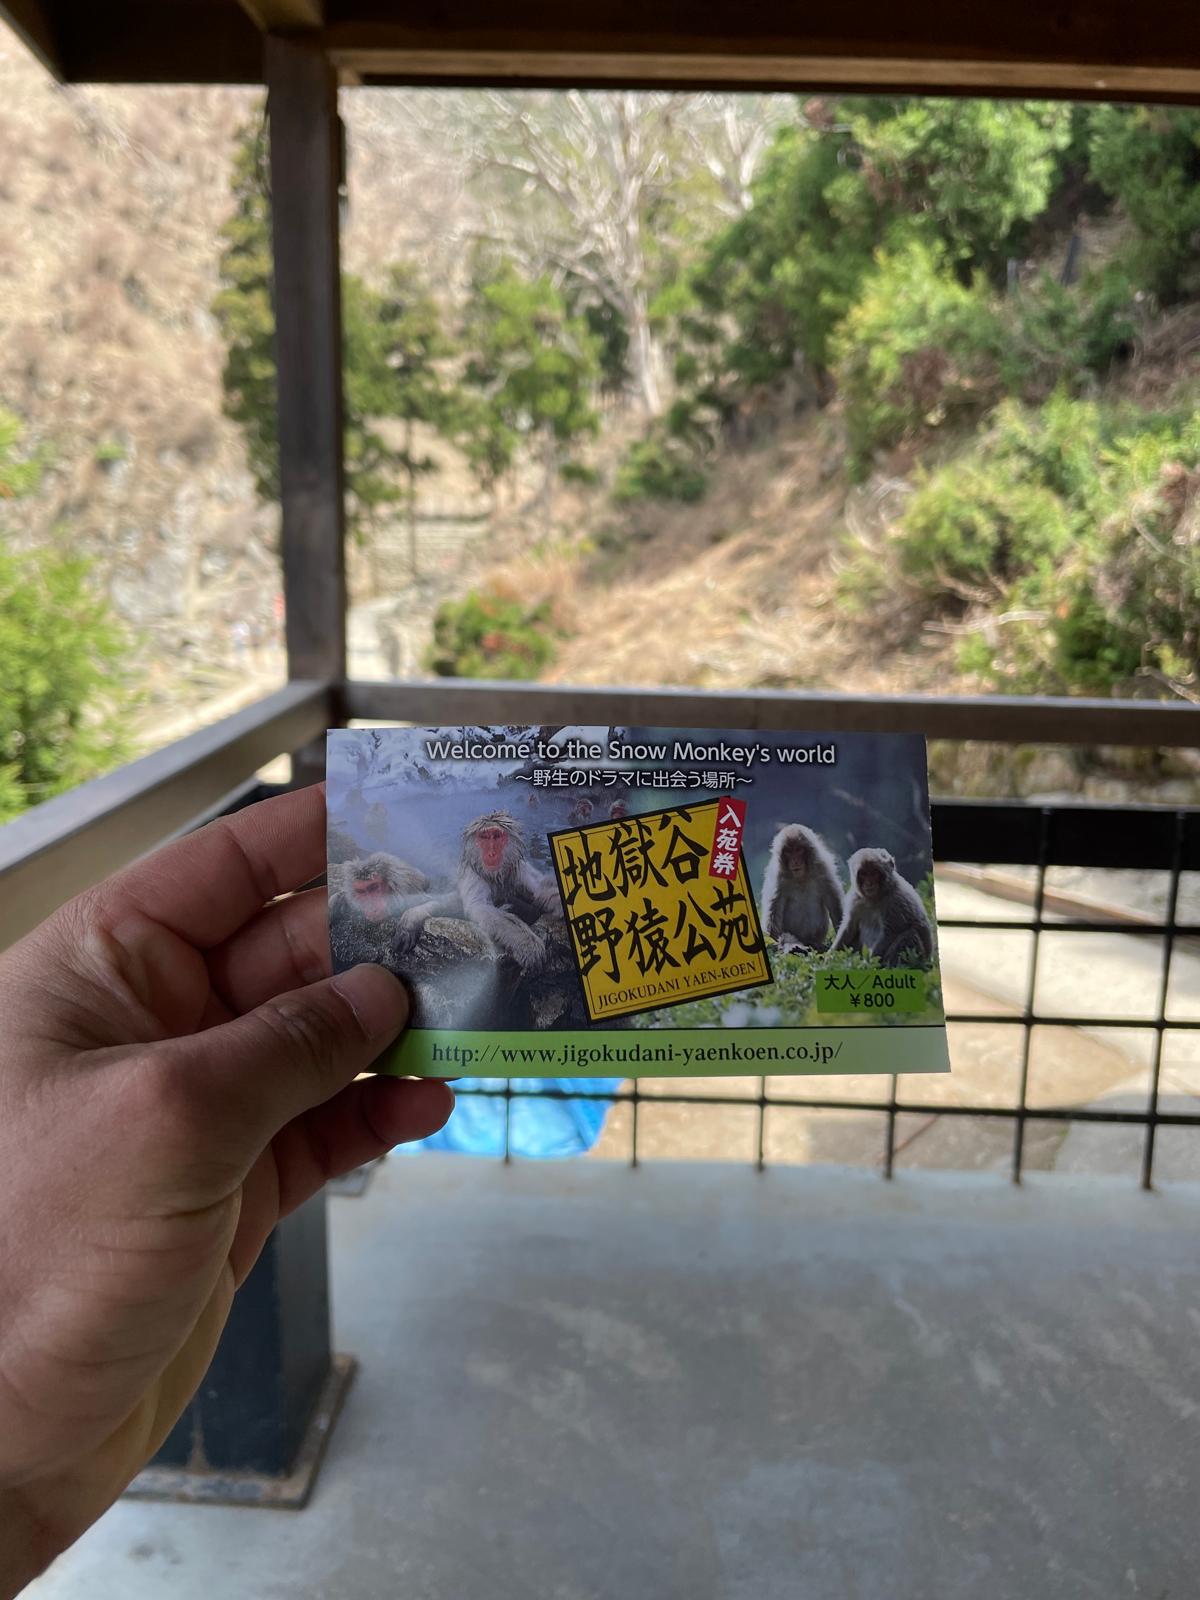 Welcome to the Snow Monkey's world
～野生のドラマに出会う場所～
入苑券
地獄谷
野猿公苑
JIGOKUDANI YAEN-KOEN
大人／Adult
￥800
http://www.jigokudani-yaenkoen.co.jp/